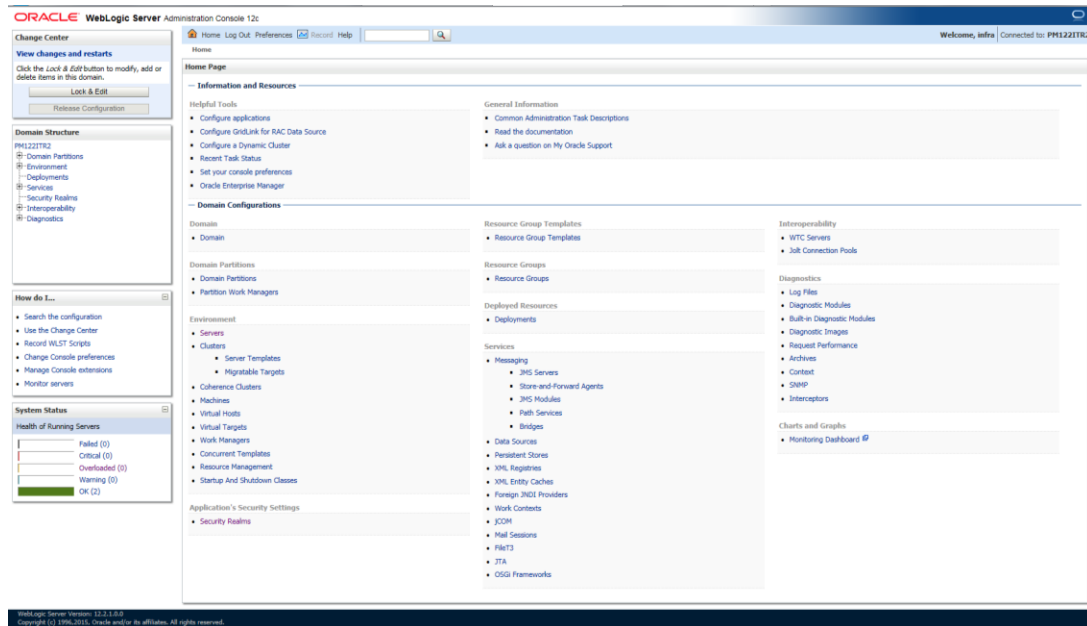 ORACLE WebLogic Server Administration Console 12c
Change Center
View changes and restarts
Click the Lock & Edit button to modify, add or
delete items in this domain.
Lock & Edit
Release Configuration
Domain Structure
PM122ITR2
Domain Partitions
Environment
Deployments
Services
Security Realms
Interoperability
Diagnostics
How do I...
Search the configuration
Use the Change Center
Record WLST Scripts
Change Console preferences
Manage Console extensions
Monitor servers
System Status
Health of Running Servers
Failed (0)
Critical (0)
Overloaded (0)
Warning (0)
OK (2)
Home Log Out Preferences Record Help
Welcome, infra Connected to: PM122ITR2
Home
Home Page
Information and Resources
Helpful Tools
Configure applications
Configure GridLink for RAC Data Source
Configure a Dynamic Cluster
Recent Task Status
Set your console preferences
Oracle Enterprise Manager
General Information
Common Administration Task Descriptions
Read the documentation
Ask a question on My Oracle Support
Domain Configurations
Domain
Domain
Domain Partitions
Domain Partitions
Partition Work Managers
Environment
Servers
Clusters
Server Templates
Migratable Targets
Coherence Clusters
Machines
Virtual Hosts
Virtual Targets
Work Managers
Concurrent Templates
Resource Management
Startup And Shutdown Classes
Application's Security Settings
Security Realms
Resource Group Templates
Resource Group Templates
Resource Groups
Resource Groups
Deployed Resources
Deployments
Services
Messaging
JMS Servers
Store-and-Forward Agents
JMS Modules
Path Services
Bridges
Data Sources
Persistent Stores
XML Registries
XML Entity Caches
Foreign JNDI Providers
Work Contexts
jCOM
Mail Sessions
FileT3
JTA
OSGi Frameworks
Interoperability
WTC Servers
Jolt Connection Pools
Diagnostics
Log Files
Diagnostic Modules
Built-in Diagnostic Modules
Diagnostic Images
Request Performance
Archives
Context
SNMP
Interceptors
Charts and Graphs
Monitoring Dashboard
WebLogic Server Version: 12.2.1.0.0
Copyright (c) 1996,2015, Oracle and/or its affiliates. All rights reserved.